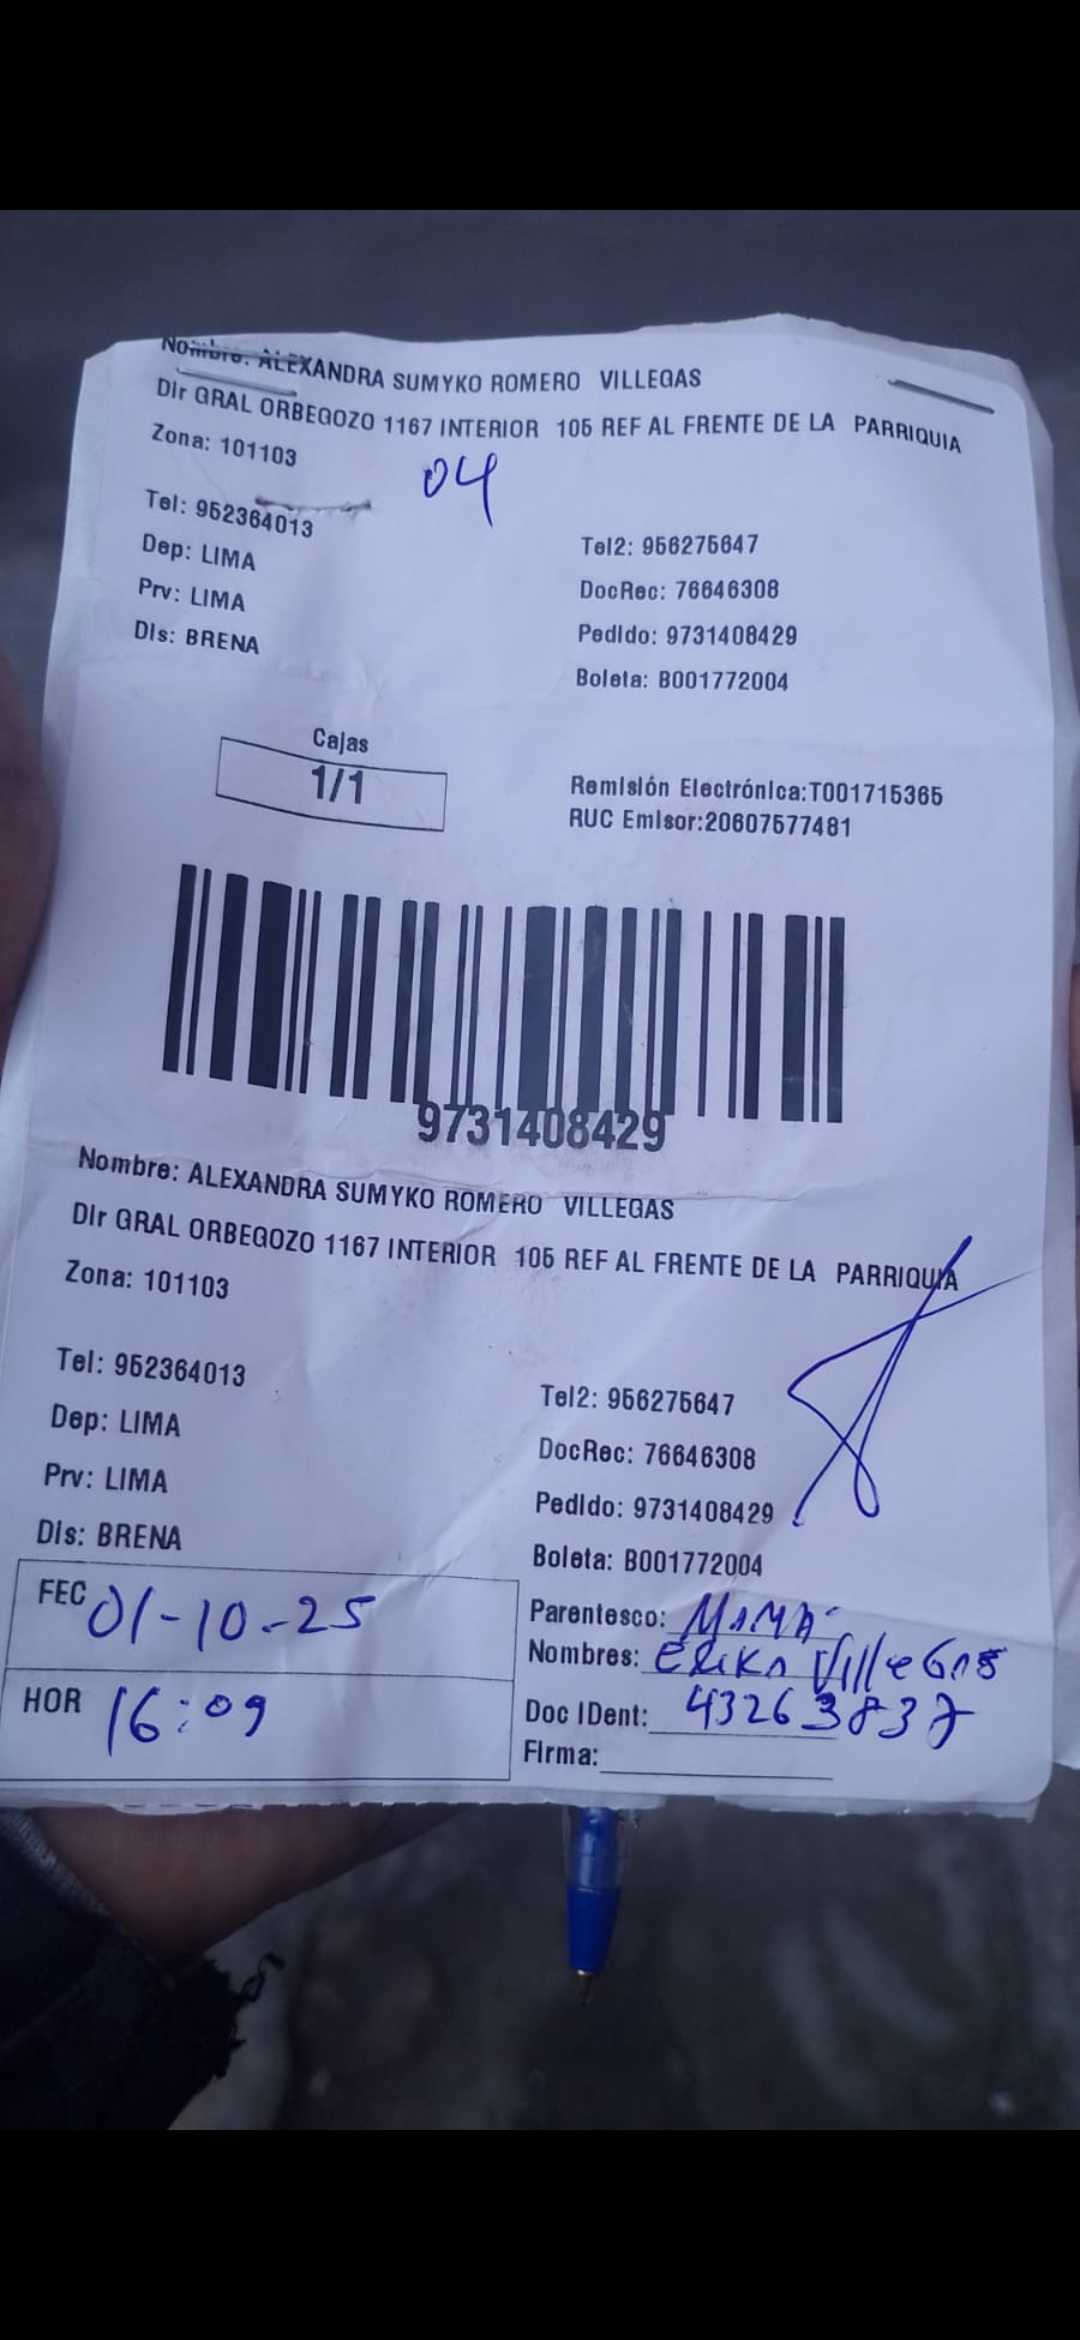 Nombre: ALEXANDRA SUMYKO ROMERO VILLEGAS
Dir GRAL ORBEGOZO 1167 INTERIOR 105 REF AL FRENTE DE LA PARRIQUIA
Zona: 101103
04
Tel: 952364013
Tel2: 956275647
Dep: LIMA
DocRec: 76646308
Prv: LIMA
Pedido: 9731408429
Dis: BRENA
Boleta: B001772004
Cajas
1/1
Remisión Electrónica:T001715365
RUC Emisor:20607577481
9731408429
Nombre: ALEXANDRA SUMYKO ROMERO VILLEGAS
Dir GRAL ORBEGOZO 1167 INTERIOR 105 REF AL FRENTE DE LA PARRIQUIA
Zona: 101103
Tel: 952364013
Tel2: 956275647
Dep: LIMA
DocRec: 76646308
Prv: LIMA
Pedido: 9731408429
Dis: BRENA
Boleta: B001772004
FEC 01-10-25
Parentesco: MAMÁ
Nombres: ERIKA VillEGAS
HOR 16:09
Doc IDent: 43263837
Firma: